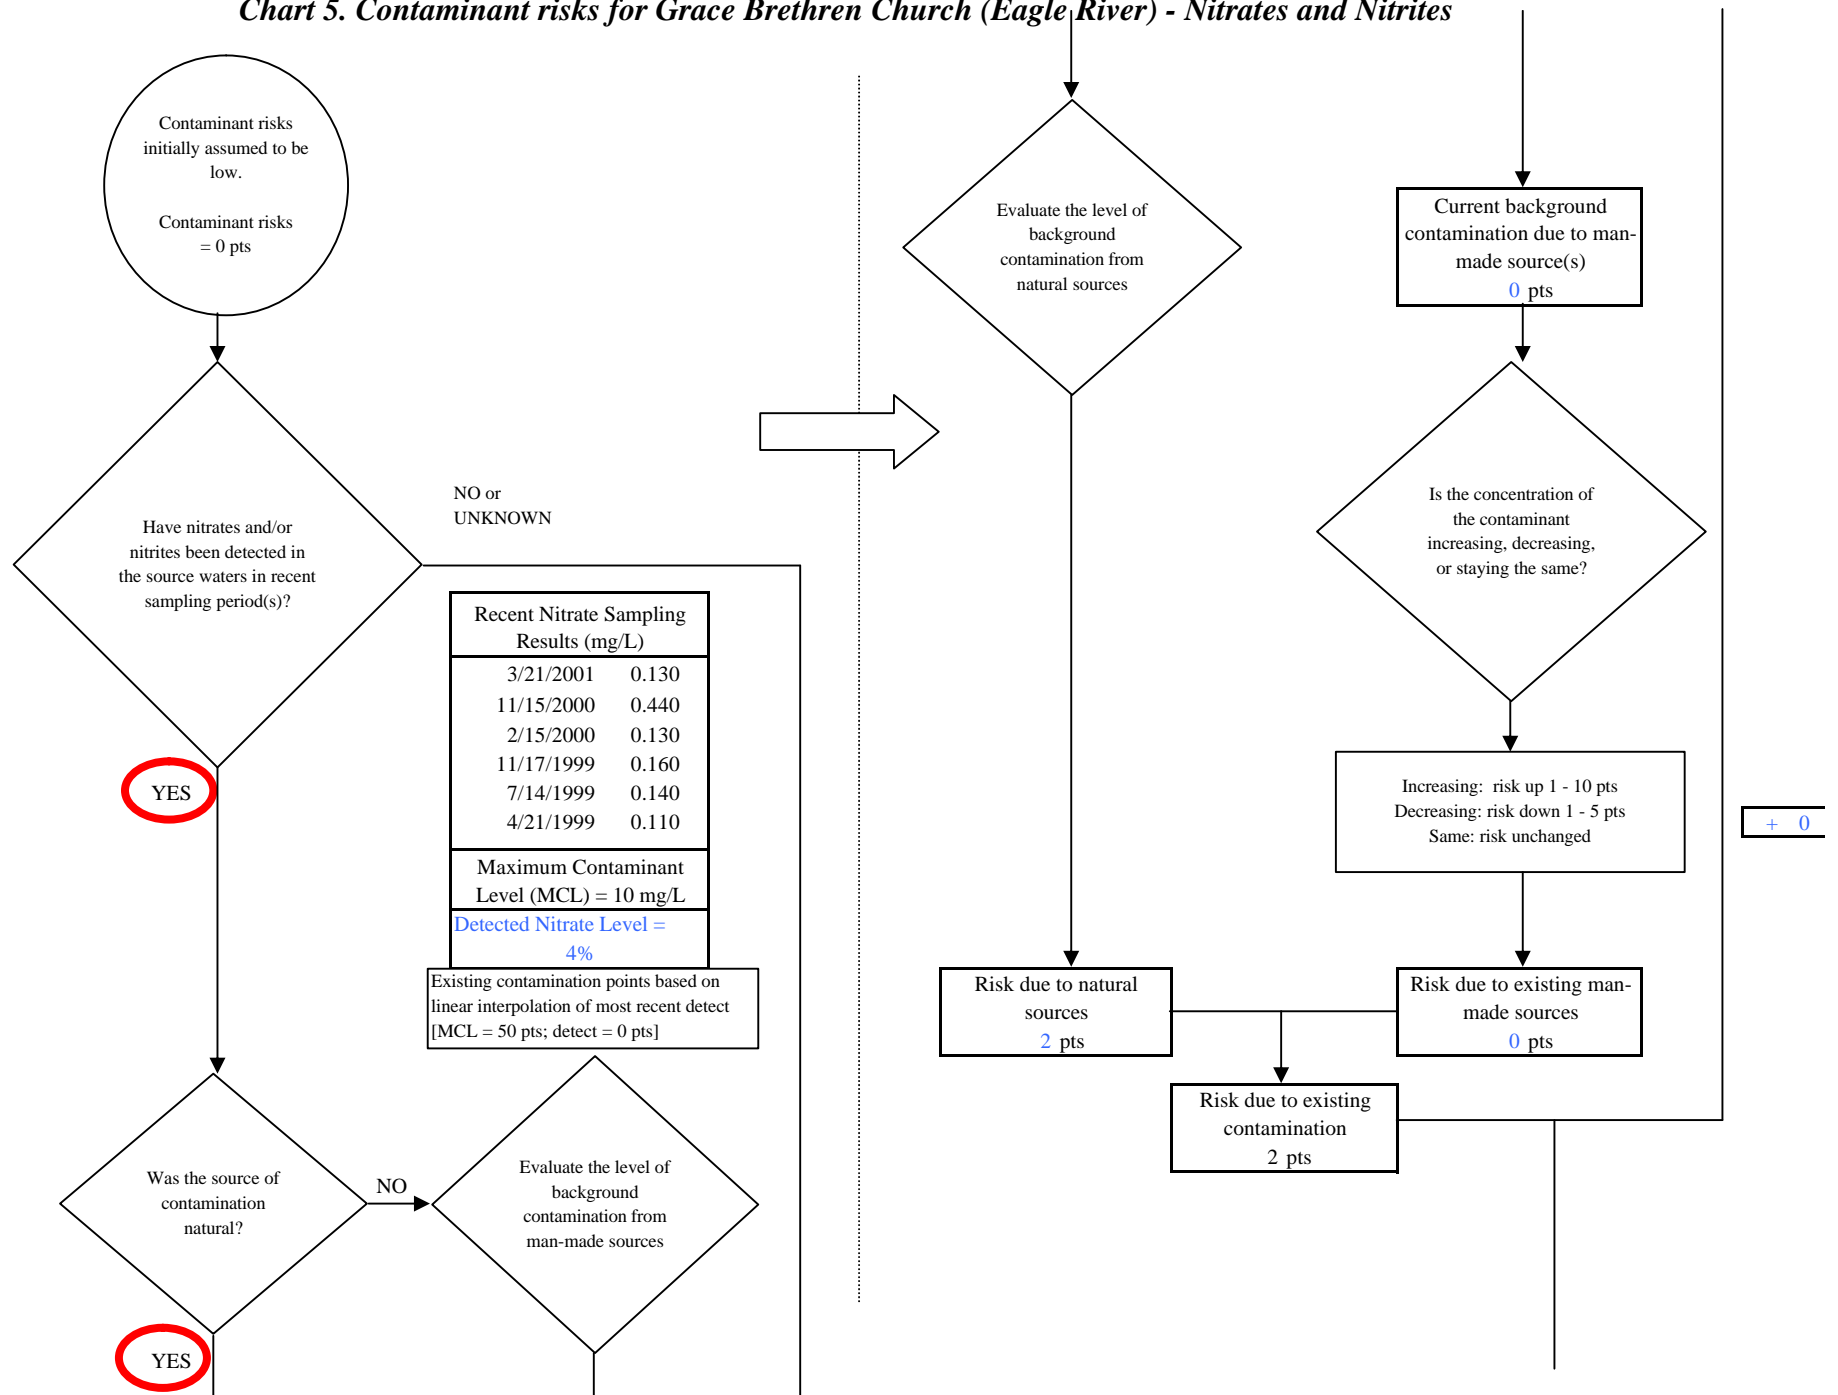 Chart 5. Contaminant risks for Grace Brethren Church (Eagle River) - Nitrates and Nitrites
Contaminant risks
initially assumed to be
low.
Contaminant risks
= 0 pts
Have nitrates and/or
nitrites been detected in
the source waters in recent
sampling period(s)?
NO or
UNKNOWN
YES
Recent Nitrate Sampling
Results (mg/L)
3/21/2001 0.130
11/15/2000 0.440
2/15/2000 0.130
11/17/1999 0.160
7/14/1999 0.140
4/21/1999 0.110
Maximum Contaminant
Level (MCL) = 10 mg/L
Detected Nitrate Level =
4%
Existing contamination points based on
linear interpolation of most recent detect
[MCL = 50 pts; detect = 0 pts]
Was the source of
contamination
natural?
NO
YES
Evaluate the level of
background
contamination from
man-made sources
Evaluate the level of
background
contamination from
natural sources
Current background
contamination due to man-
made source(s)
0 pts
Is the concentration of
the contaminant
increasing, decreasing,
or staying the same?
Increasing: risk up 1 - 10 pts
Decreasing: risk down 1 - 5 pts
Same: risk unchanged
+ 0
Risk due to natural
sources
2 pts
Risk due to existing man-
made sources
0 pts
Risk due to existing
contamination
2 pts